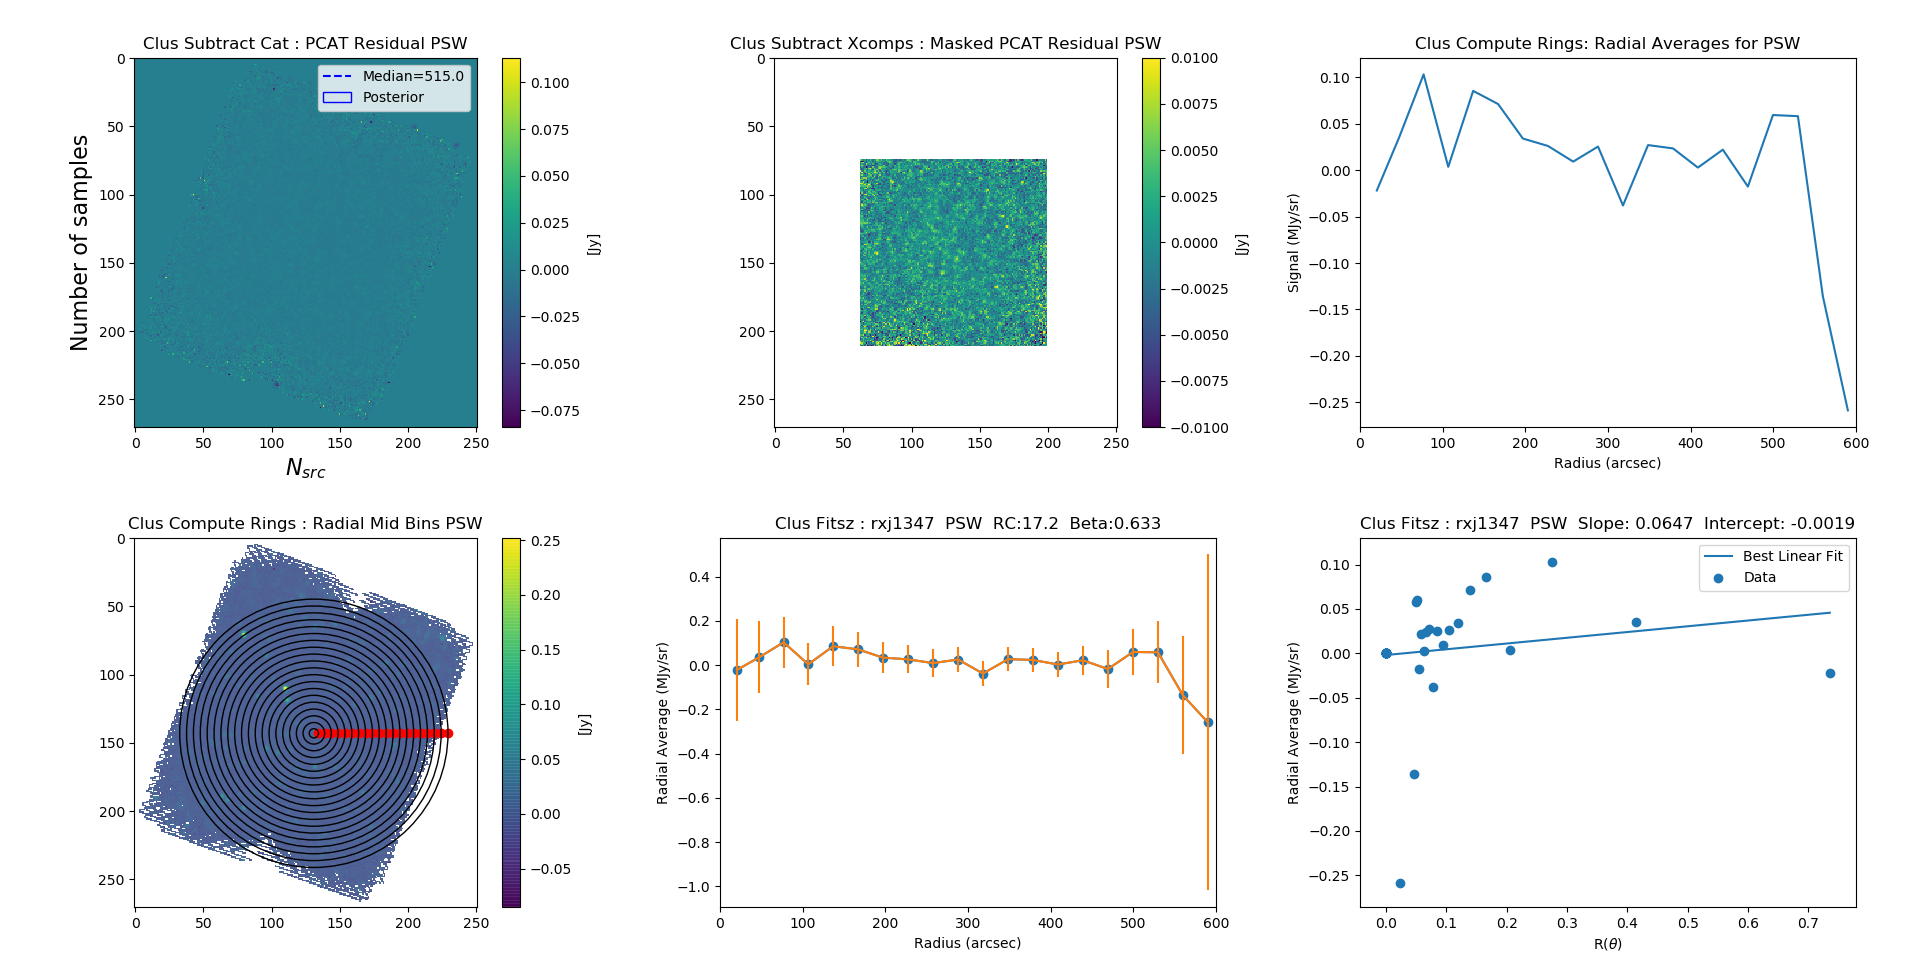 Clus Subtract Cat : PCAT Residual PSW
Median=515.0
Posterior
0
50
100
150
200
250
0 50 100 150 200 250
Number of samples
N_src
0.100
0.075
0.050
0.025
0.000
−0.025
−0.050
−0.075
[Jy]
Clus Subtract Xcomps : Masked PCAT Residual PSW
0
50
100
150
200
250
0 50 100 150 200 250
0.0100
0.0075
0.0050
0.0025
0.0000
−0.0025
−0.0050
−0.0075
−0.0100
[Jy]
Clus Compute Rings: Radial Averages for PSW
0.10
0.05
0.00
−0.05
−0.10
−0.15
−0.20
−0.25
Signal (MJy/sr)
0 100 200 300 400 500 600
Radius (arcsec)
Clus Compute Rings : Radial Mid Bins PSW
0
50
100
150
200
250
0 50 100 150 200 250
0.25
0.20
0.15
0.10
0.05
0.00
−0.05
[Jy]
Clus Fitsz : rxj1347 PSW RC:17.2 Beta:0.633
0.4
0.2
0.0
−0.2
−0.4
−0.6
−0.8
−1.0
Radial Average (MJy/sr)
0 100 200 300 400 500 600
Radius (arcsec)
Clus Fitsz : rxj1347 PSW Slope: 0.0647 Intercept: -0.0019
Best Linear Fit
Data
0.10
0.05
0.00
−0.05
−0.10
−0.15
−0.20
−0.25
Radial Average (MJy/sr)
0.0 0.1 0.2 0.3 0.4 0.5 0.6 0.7
R(θ)